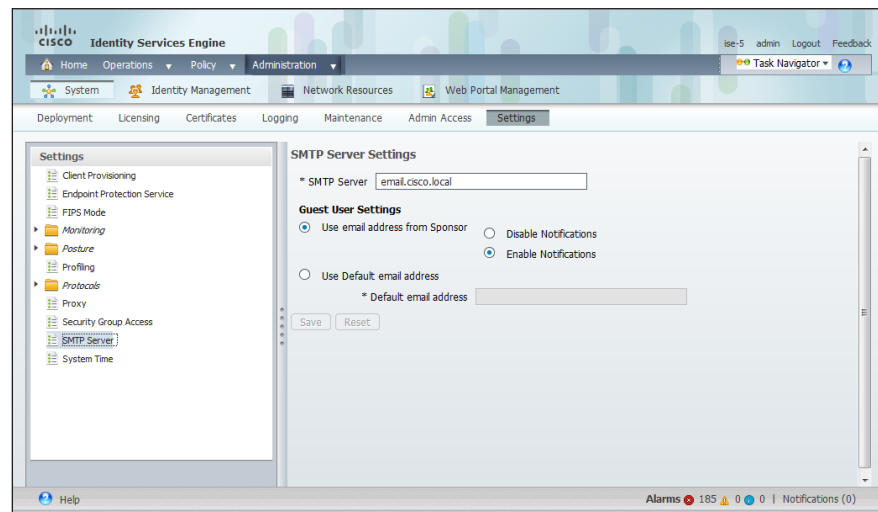 CISCO Identity Services Engine
ise-5 admin Logout Feedback
Home Operations Policy Administration
Task Navigator
System Identity Management Network Resources Web Portal Management
Deployment Licensing Certificates Logging Maintenance Admin Access Settings
Settings
Client Provisioning
Endpoint Protection Service
FIPS Mode
Monitoring
Posture
Profiling
Protocols
Proxy
Security Group Access
SMTP Server
System Time
SMTP Server Settings
* SMTP Server email.cisco.local
Guest User Settings
Use email address from Sponsor
Disable Notifications
Enable Notifications
Use Default email address
* Default email address
Save Reset
Help
Alarms 185 0 0 | Notifications (0)